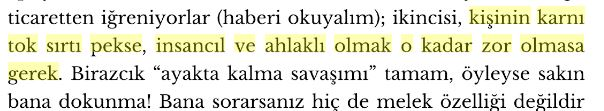 ticaretten iğreniyorlar (haberi okuyalım); ikincisi, kişinin karnı
tok sırtı pekse, insancıl ve ahlaklı olmak o kadar zor olmasa
gerek. Birazcık “ayakta kalma savaşımı” tamam, öyleyse sakın
bana dokunma! Bana sorarsanız hiç de melek özelliği değildir